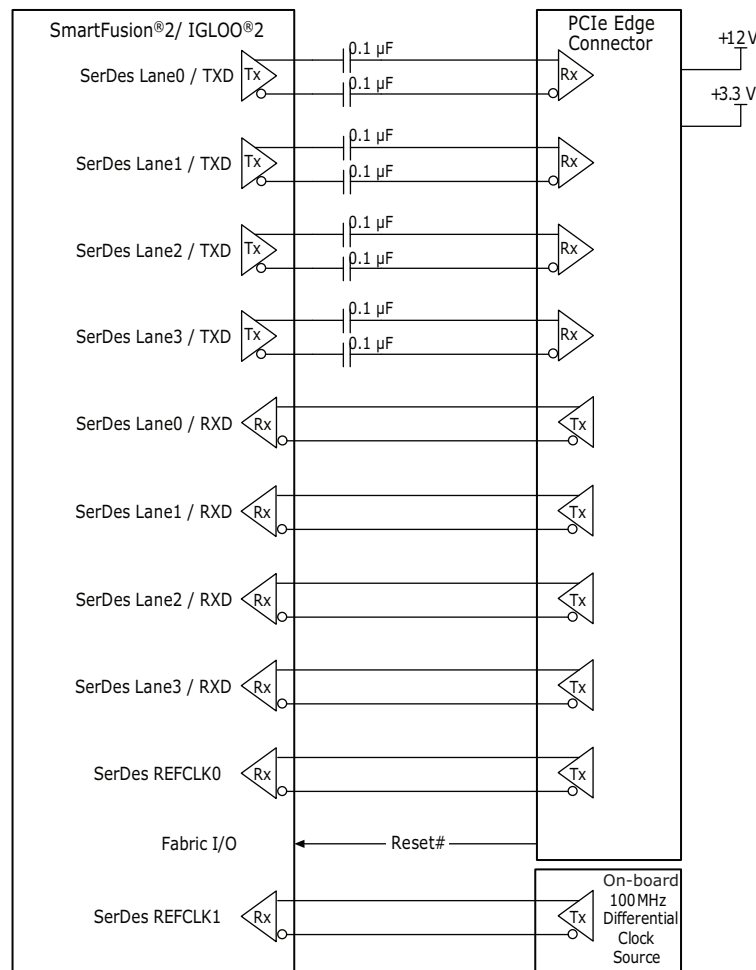 SmartFusion®2/ IGLOO®2
PCIe Edge
Connector
+12 V
+3.3 V
SerDes Lane0 / TXD
Tx
0.1 µF
0.1 µF
Rx
SerDes Lane1 / TXD
Tx
0.1 µF
0.1 µF
Rx
SerDes Lane2 / TXD
Tx
0.1 µF
0.1 µF
Rx
SerDes Lane3 / TXD
Tx
0.1 µF
0.1 µF
Rx
SerDes Lane0 / RXD
Rx
Tx
SerDes Lane1 / RXD
Rx
Tx
SerDes Lane2 / RXD
Rx
Tx
SerDes Lane3 / RXD
Rx
Tx
SerDes REFCLK0
Rx
Tx
Fabric I/O
Reset#
SerDes REFCLK1
Rx
Tx
On-board
100MHz
Differential
Clock
Source